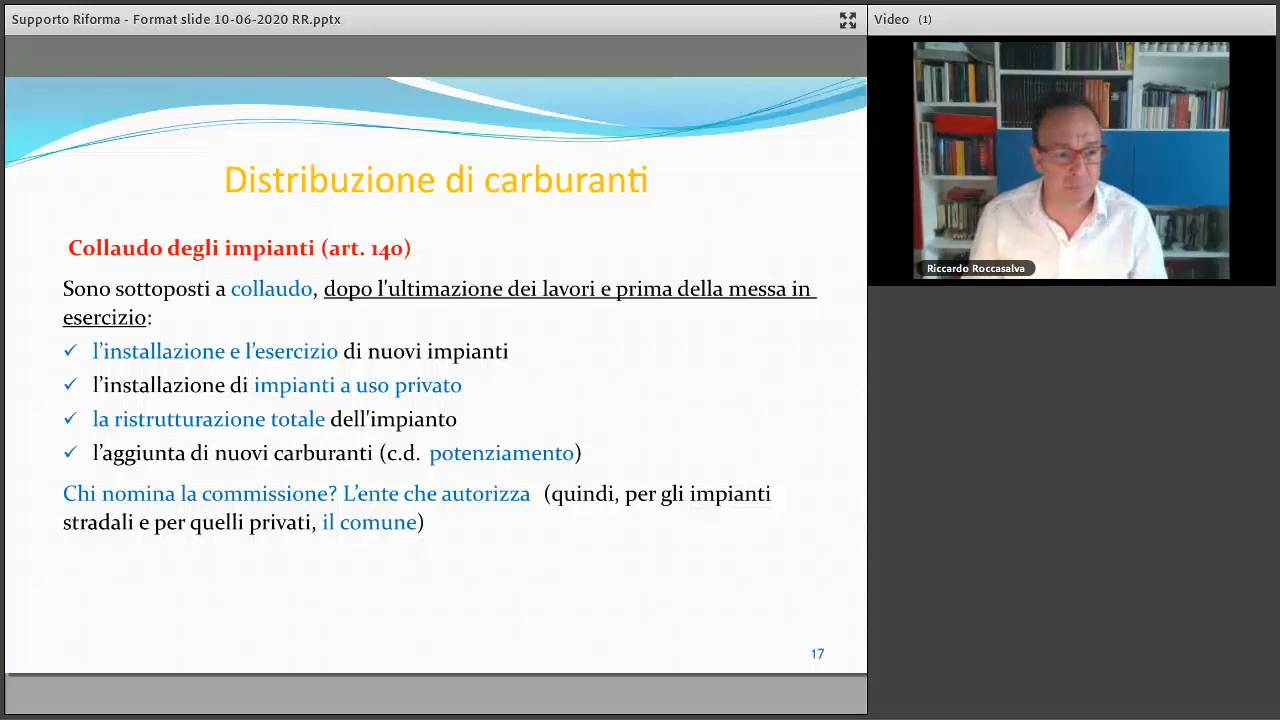 Supporto Riforma - Format slide 10-06-2020 RR.pptx
Video (1)
Distribuzione di carburanti
Collaudo degli impianti (art. 140)
Sono sottoposti a collaudo, dopo l'ultimazione dei lavori e prima della messa in
esercizio:
✓ l’installazione e l’esercizio di nuovi impianti
✓ l’installazione di impianti a uso privato
✓ la ristrutturazione totale dell'impianto
✓ l’aggiunta di nuovi carburanti (c.d. potenziamento)
Chi nomina la commissione? L’ente che autorizza (quindi, per gli impianti
stradali e per quelli privati, il comune)
17
Riccardo Roccasalva